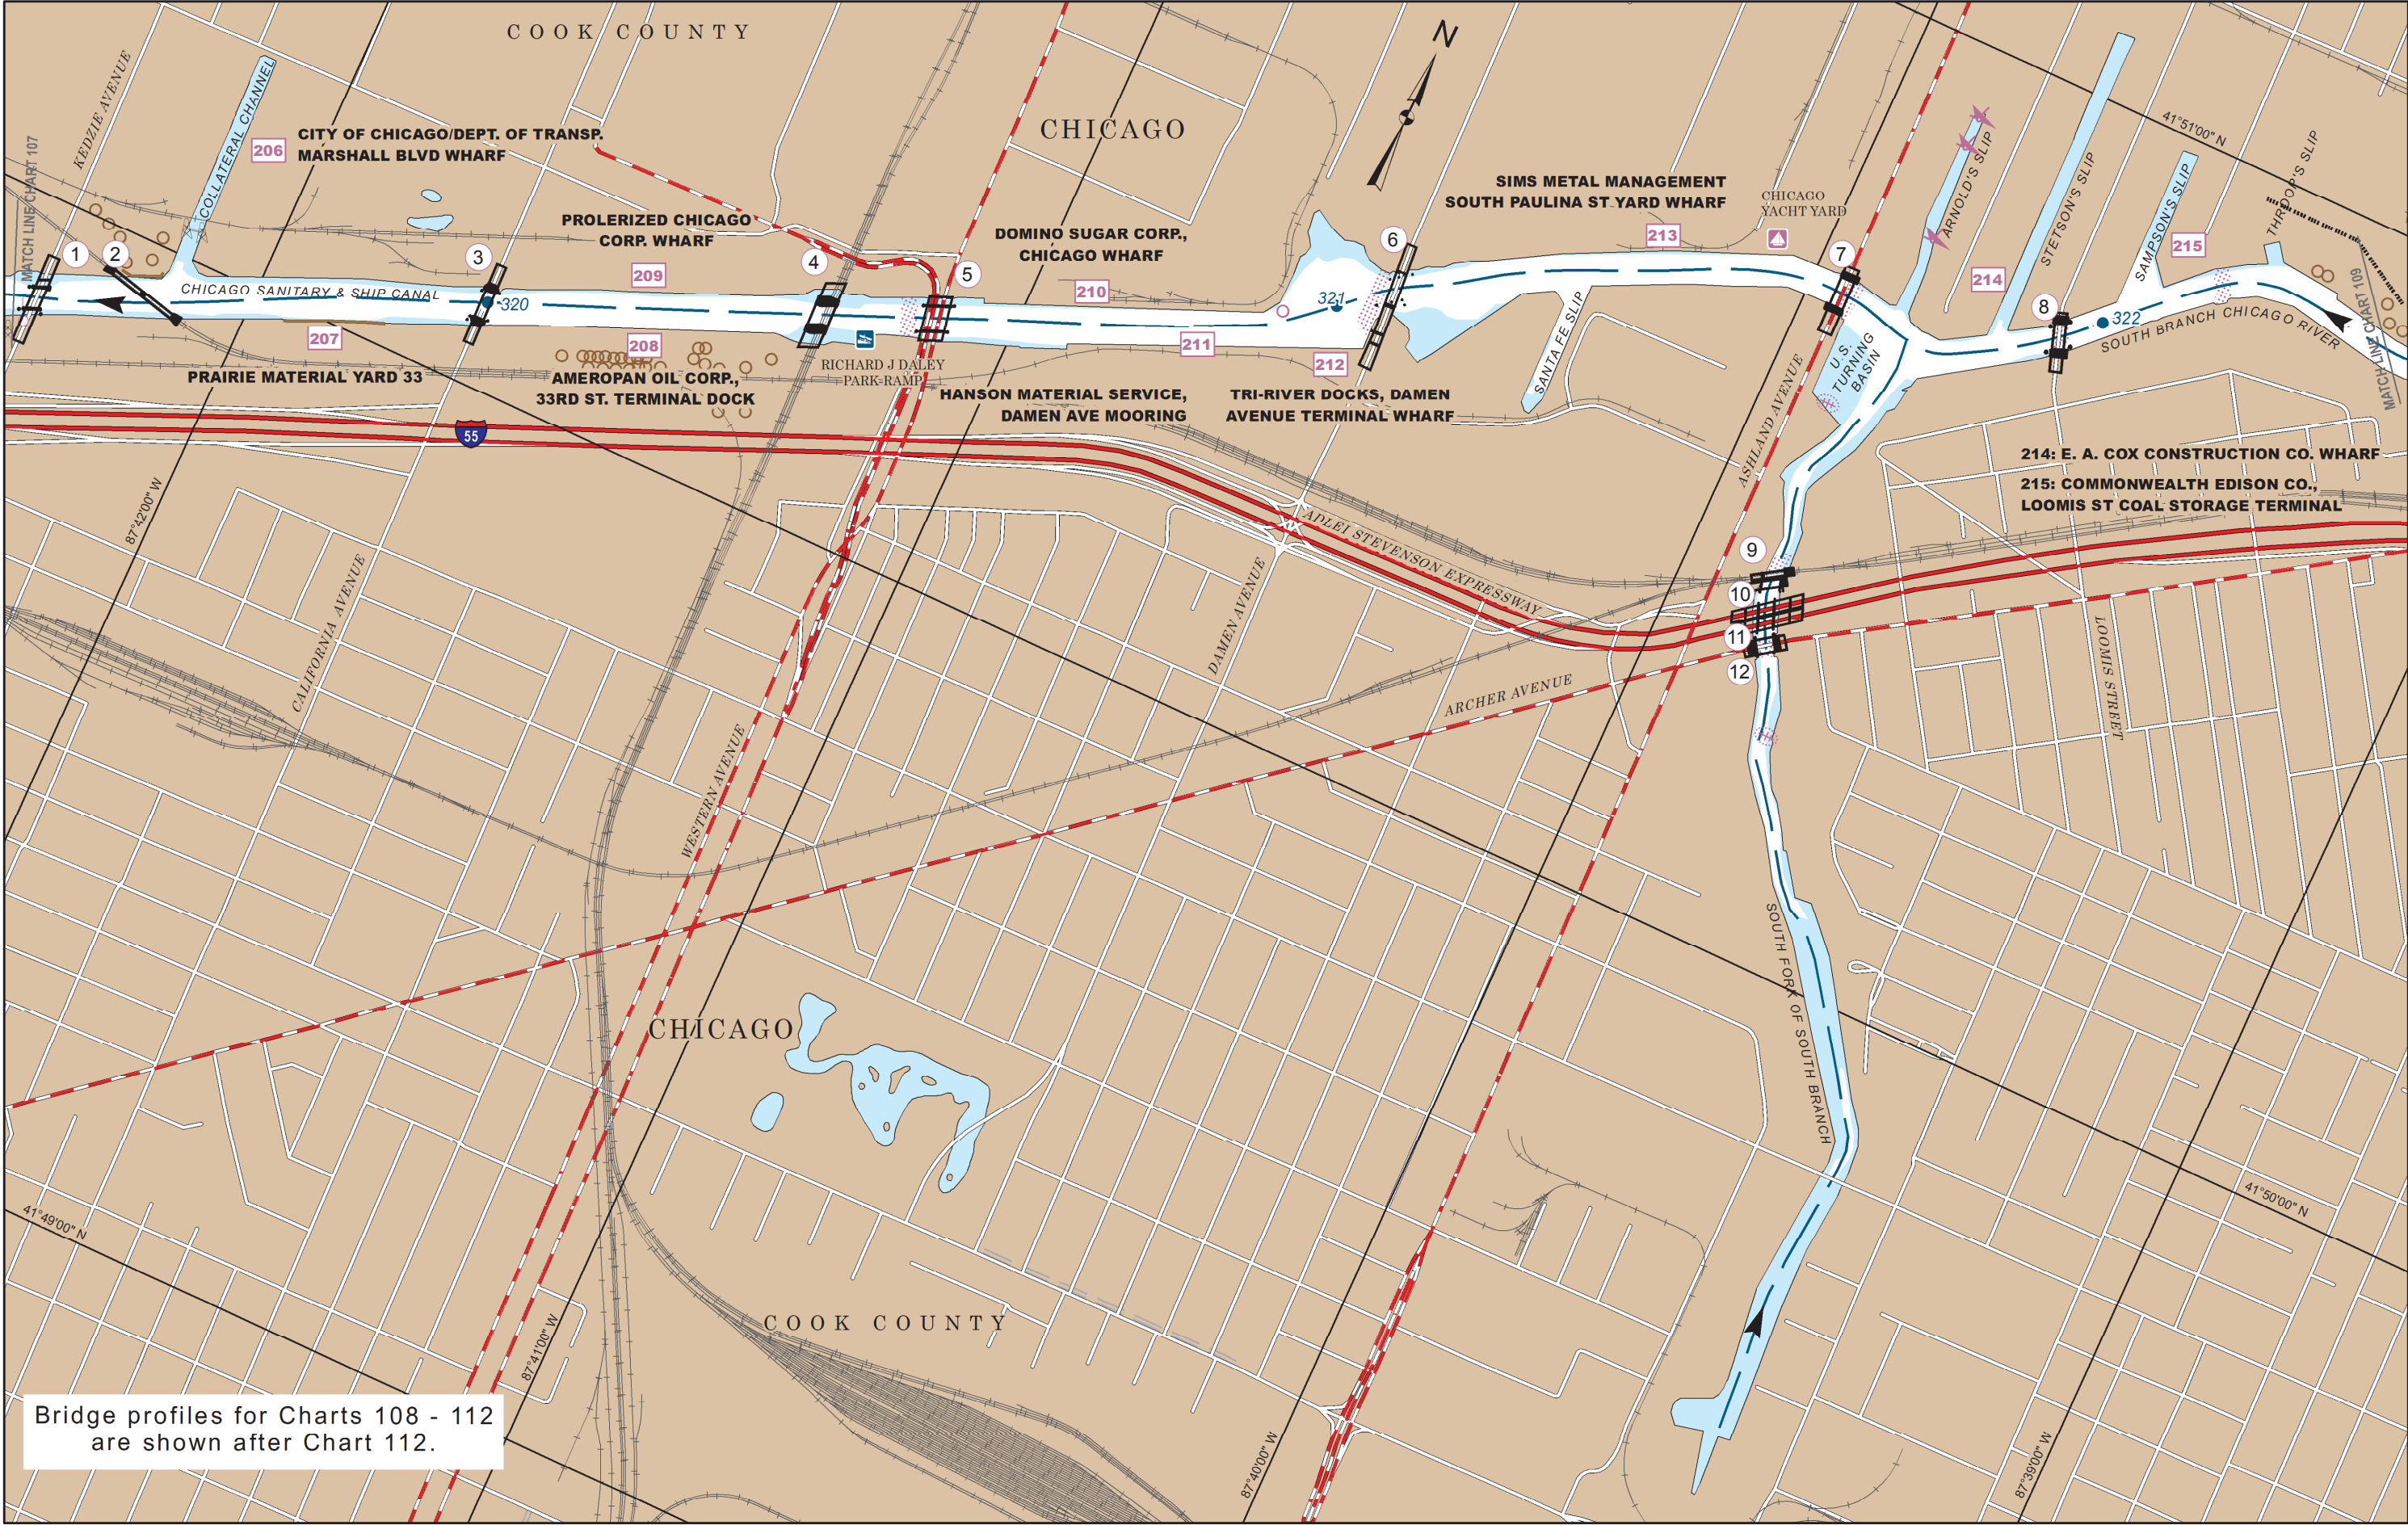 COOK COUNTY
N
CHICAGO
KEDZIE AVENUE
MATCH LINE CHART 107
COLLATERAL CHANNEL
206
CITY OF CHICAGO/DEPT. OF TRANSP.
MARSHALL BLVD WHARF
41°51'00" N
ARNOLD'S SLIP
STETSON'S SLIP
SAMPSON'S SLIP
THROOP'S SLIP
SIMS METAL MANAGEMENT
SOUTH PAULINA ST YARD WHARF
CHICAGO
YACHT YARD
213
PROLERIZED CHICAGO
CORP. WHARF
DOMINO SUGAR CORP.,
CHICAGO WHARF
1
2
3
4
5
6
7
8
209
210
214
215
CHICAGO SANITARY & SHIP CANAL
320
321
322
SOUTH BRANCH CHICAGO RIVER
MATCH LINE CHART 109
207
208
211
212
SANTA FE SLIP
U.S.
TURNING
BASIN
PRAIRIE MATERIAL YARD 33
AMEROPAN OIL CORP.,
33RD ST. TERMINAL DOCK
RICHARD J DALEY
PARK-RAMP
HANSON MATERIAL SERVICE,
DAMEN AVE MOORING
TRI-RIVER DOCKS, DAMEN
AVENUE TERMINAL WHARF
ASHLAND AVENUE
55
214: E. A. COX CONSTRUCTION CO. WHARF
215: COMMONWEALTH EDISON CO.,
LOOMIS ST COAL STORAGE TERMINAL
87°42'00" W
ADLEI STEVENSON EXPRESSWAY
9
10
11
12
CALIFORNIA AVENUE
DAMEN AVENUE
LOOMIS STREET
ARCHER AVENUE
WESTERN AVENUE
SOUTH FORK OF SOUTH BRANCH
CHICAGO
41°49'00" N
41°50'00" N
COOK COUNTY
87°41'00" W
87°40'00" W
87°39'00" W
Bridge profiles for Charts 108 - 112
are shown after Chart 112.